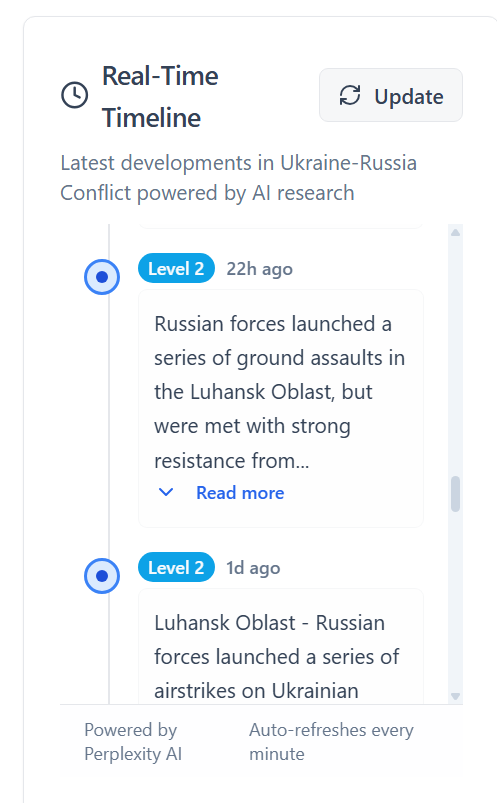 Real-Time
Timeline
Update
Latest developments in Ukraine-Russia
Conflict powered by AI research
Level 2 22h ago
Russian forces launched a
series of ground assaults in
the Luhansk Oblast, but
were met with strong
resistance from...
Read more
Level 2 1d ago
Luhansk Oblast - Russian
forces launched a series of
airstrikes on Ukrainian
Powered by
Perplexity AI
Auto-refreshes every
minute